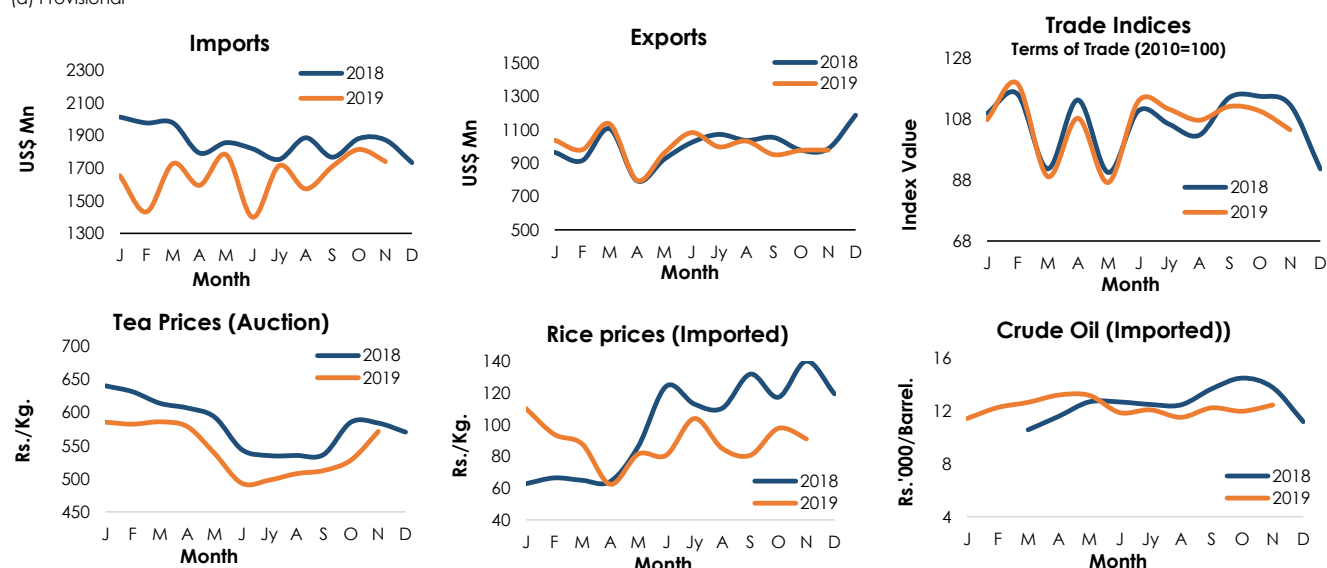 (a) Provisional
Imports
2300
2100
1900
1700
1500
1300
US$ Mn
2018
2019
J F M A M J Jy A S O N D
Month
Exports
1500
1300
1100
900
700
500
US$ Mn
2018
2019
J F M A M J Jy A S O N D
Month
Trade Indices
Terms of Trade (2010=100)
128
108
88
68
Index Value
2018
2019
J F M A M J Jy A S O N D
Month
Tea Prices (Auction)
700
650
600
550
500
450
Rs./Kg.
2018
2019
J F M A M J Jy A S O N D
Month
Rice prices (Imported)
140
120
100
80
60
40
Rs./Kg.
2018
2019
J F M A M J Jy A S O N D
Month
Crude Oil (Imported))
16
12
8
4
Rs.'000/Barrel.
2018
2019
J F M A M J Jy A S O N D
Month